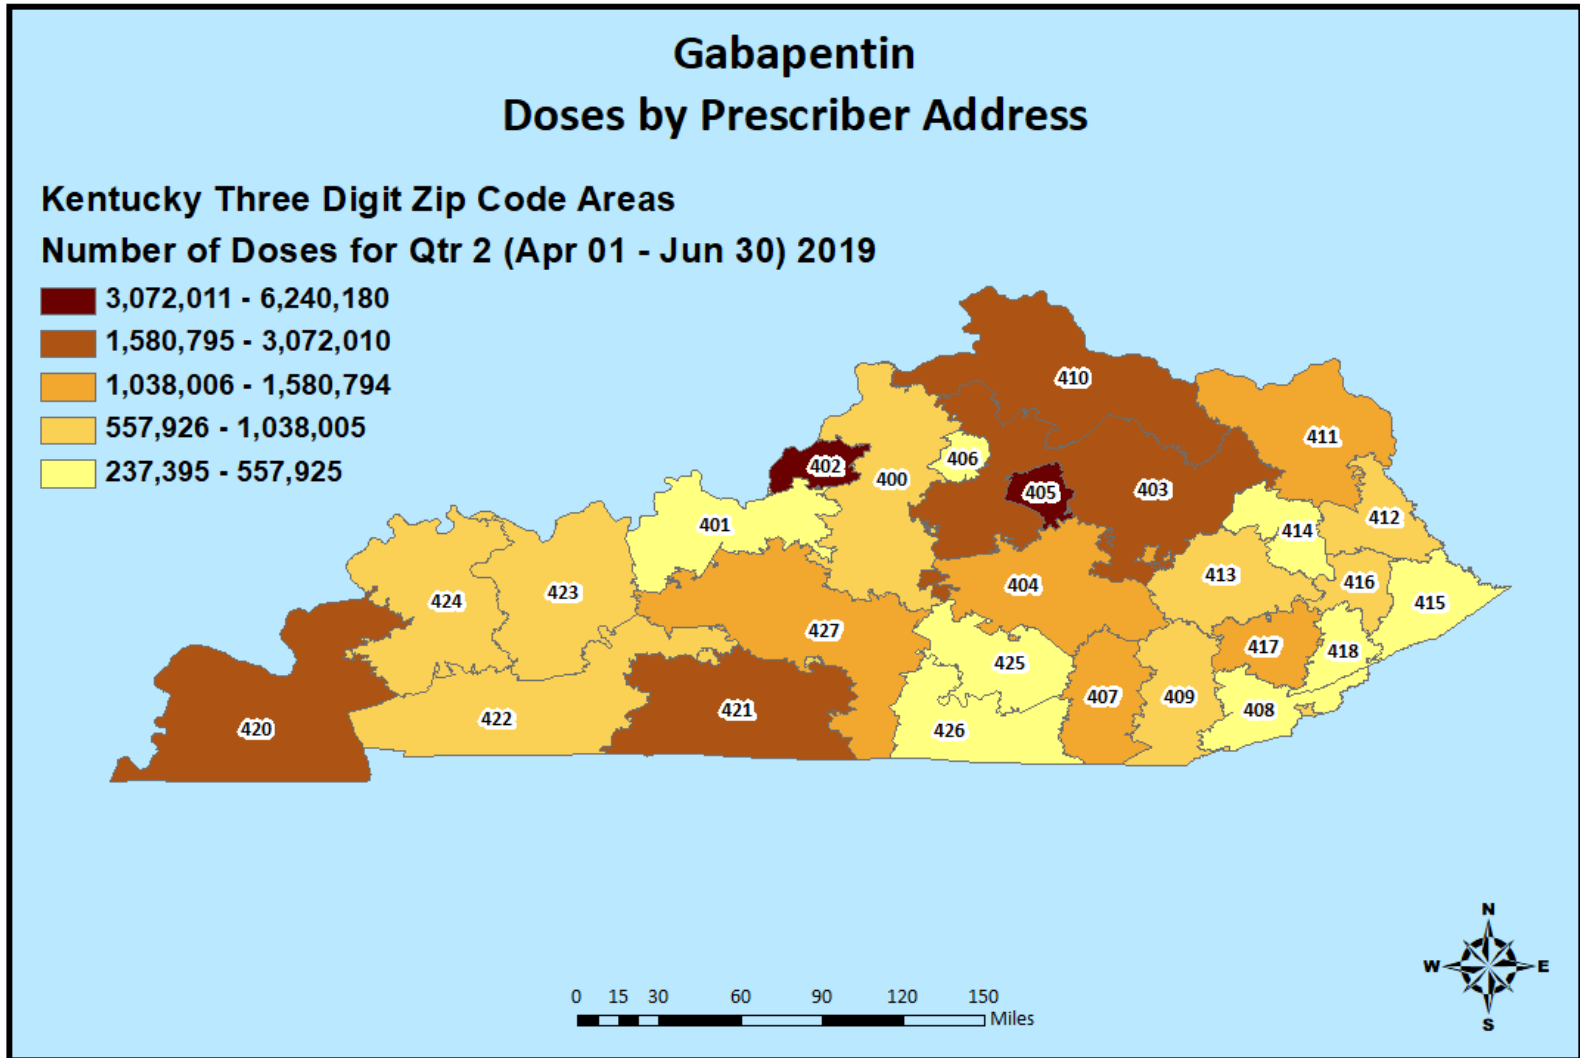 Gabapentin
Doses by Prescriber Address
Kentucky Three Digit Zip Code Areas
Number of Doses for Qtr 2 (Apr 01 - Jun 30) 2019
3,072,011 - 6,240,180
1,580,795 - 3,072,010
1,038,006 - 1,580,794
557,926 - 1,038,005
237,395 - 557,925
410
411
406
402
400
405
403
401
412
414
413
416
404
423
424
415
427
417
418
425
407
409
408
421
422
420
426
N
W E
S
0 15 30 60 90 120 150
Miles